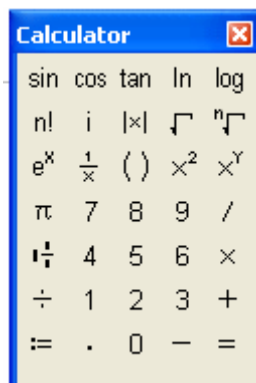 Calculator
sin cos tan ln log
n! i |×| √ ⁿ√
eˣ 1/x ( ) x² xʸ
π 7 8 9 /
÷ 4 5 6 ×
÷ 1 2 3 +
:= . 0 − =